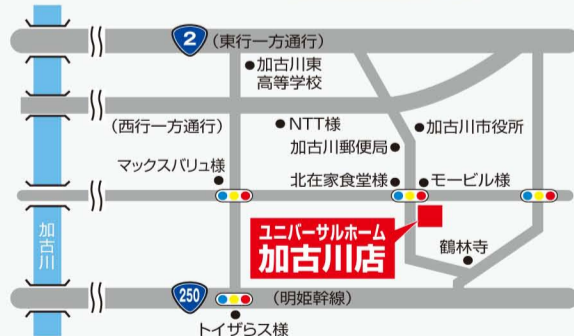 2
(東行一方通行)
加古川東
高等学校
(西行一方通行)
NTT様
加古川市役所
加古川郵便局
マックスバリュ様
北在家食堂様
モービル様
ユニバーサルホーム
加古川店
加古川
鶴林寺
250
(明姫幹線)
トイザらス様